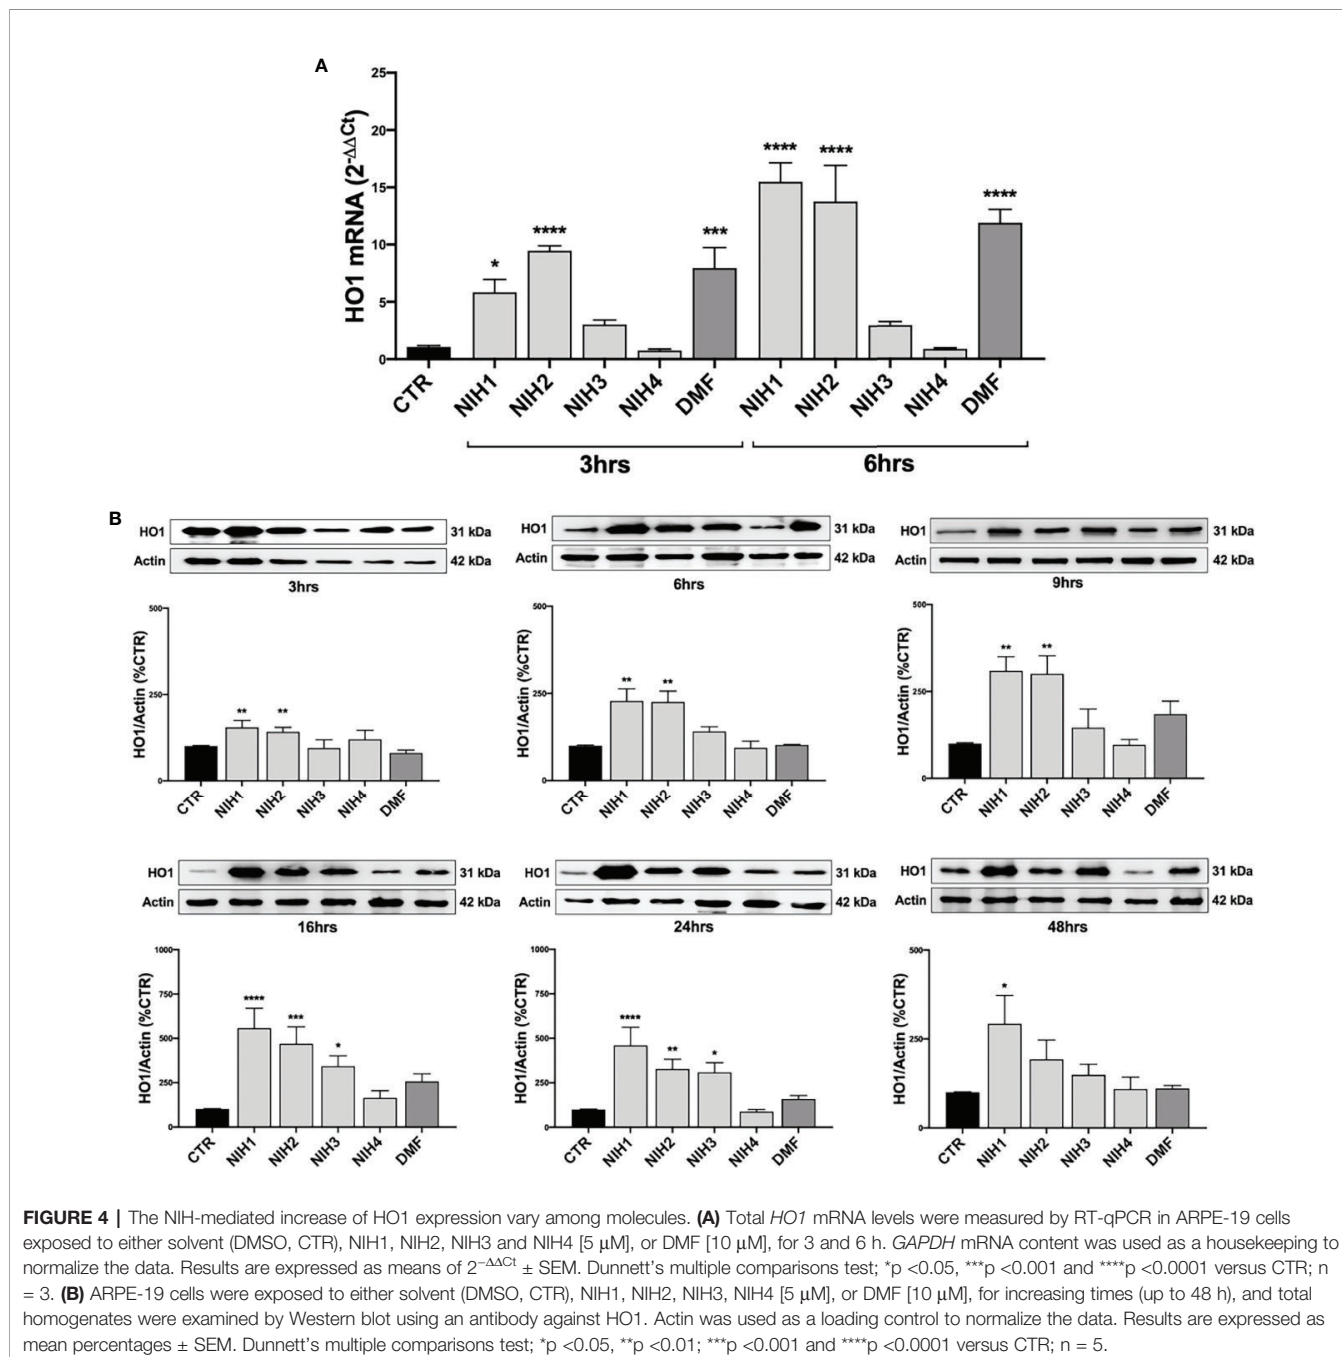 A
25
20
15
10
5
0
HO1 mRNA (2-ΔΔCt)
* **** *** **** **** ****
CTR NIH1 NIH2 NIH3 NIH4 DMF NIH1 NIH2 NIH3 NIH4 DMF
3hrs 6hrs
B
HO1 31 kDa
Actin 42 kDa
3hrs
HO1 31 kDa
Actin 42 kDa
6hrs
HO1 31 kDa
Actin 42 kDa
9hrs
500
250
0
HO1/Actin (%CTR)
** **
CTR NIH1 NIH2 NIH3 NIH4 DMF
500
250
0
HO1/Actin (%CTR)
** **
CTR NIH1 NIH2 NIH3 NIH4 DMF
500
250
0
HO1/Actin (%CTR)
** **
CTR NIH1 NIH2 NIH3 NIH4 DMF
HO1 31 kDa
Actin 42 kDa
16hrs
HO1 31 kDa
Actin 42 kDa
24hrs
HO1 31 kDa
Actin 42 kDa
48hrs
1000
750
500
250
0
HO1/Actin (%CTR)
**** *** *
CTR NIH1 NIH2 NIH3 NIH4 DMF
1000
750
500
250
0
HO1/Actin (%CTR)
**** ** *
CTR NIH1 NIH2 NIH3 NIH4 DMF
500
250
0
HO1/Actin (%CTR)
*
CTR NIH1 NIH2 NIH3 NIH4 DMF
FIGURE 4 | The NIH-mediated increase of HO1 expression vary among molecules. (A) Total HO1 mRNA levels were measured by RT-qPCR in ARPE-19 cells
exposed to either solvent (DMSO, CTR), NIH1, NIH2, NIH3 and NIH4 [5 μM], or DMF [10 μM], for 3 and 6 h. GAPDH mRNA content was used as a housekeeping to
normalize the data. Results are expressed as means of 2−ΔΔCt ± SEM. Dunnett's multiple comparisons test; *p <0.05, ***p <0.001 and ****p <0.0001 versus CTR; n
= 3. (B) ARPE-19 cells were exposed to either solvent (DMSO, CTR), NIH1, NIH2, NIH3, NIH4 [5 μM], or DMF [10 μM], for increasing times (up to 48 h), and total
homogenates were examined by Western blot using an antibody against HO1. Actin was used as a loading control to normalize the data. Results are expressed as
mean percentages ± SEM. Dunnett's multiple comparisons test; *p <0.05, **p <0.01; ***p <0.001 and ****p <0.0001 versus CTR; n = 5.